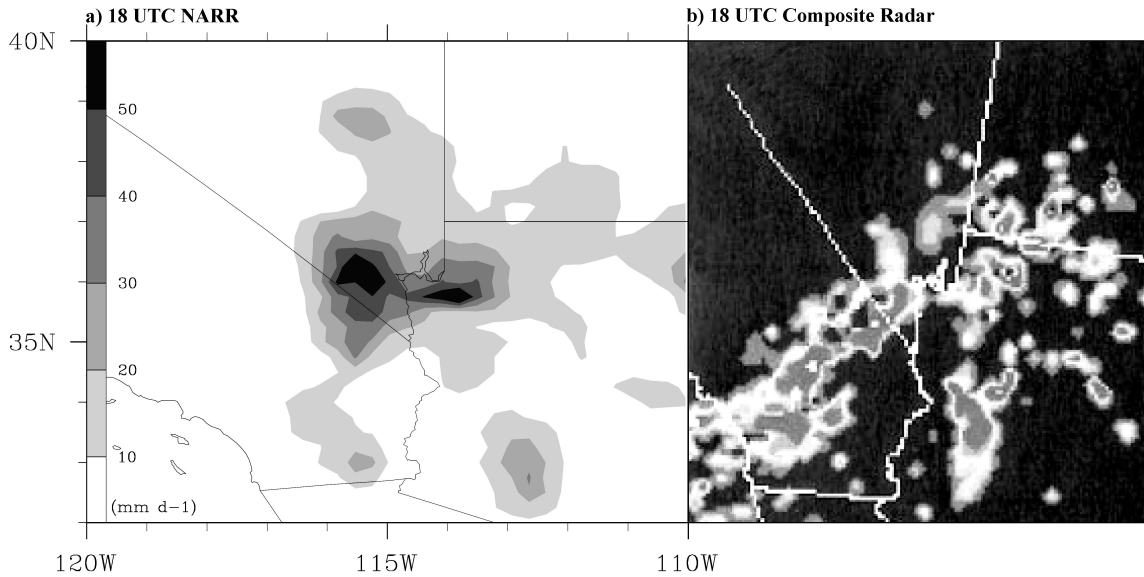 a) 18 UTC NARR
b) 18 UTC Composite Radar
40N
50
40
30
35N
20
10
(mm d-1)
120W
115W
110W